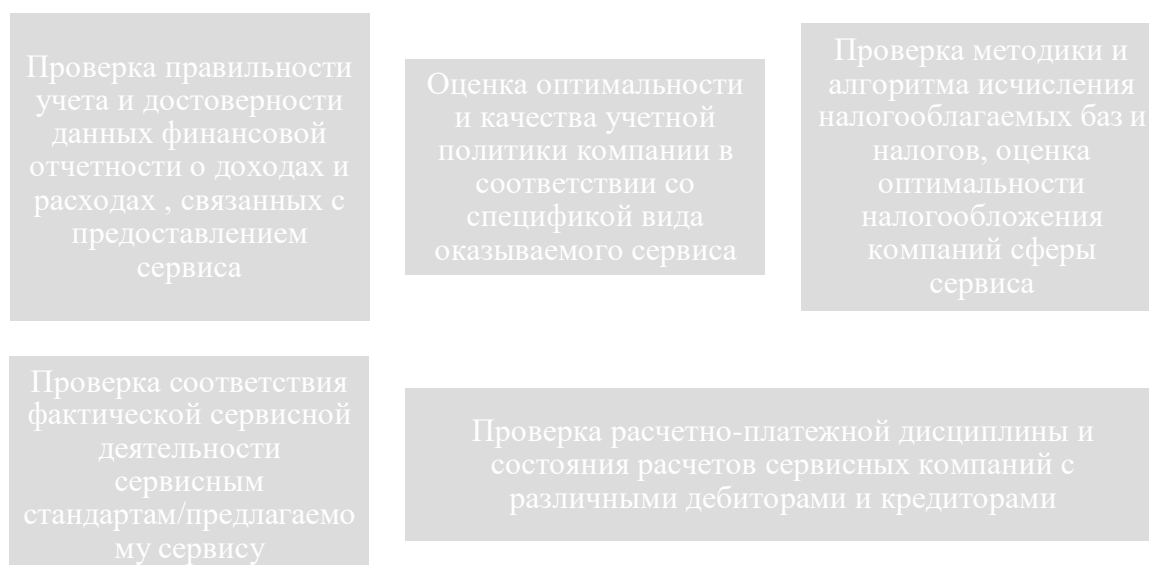 Проверка правильности
учета и достоверности
данных финансовой
отчетности о доходах и
расходах , связанных с
предоставлением
сервиса
Оценка оптимальности
и качества учетной
политики компании в
соответствии со
спецификой вида
оказываемого сервиса
Проверка методики и
алгоритма исчисления
налогооблагаемых баз и
налогов, оценка
оптимальности
налогообложения
компаний сферы
сервиса
Проверка соответствия
фактической сервисной
деятельности
сервисным
стандартам/предлагаемо
му сервису
Проверка расчетно-платежной дисциплины и
состояния расчетов сервисных компаний с
различными дебиторами и кредиторами